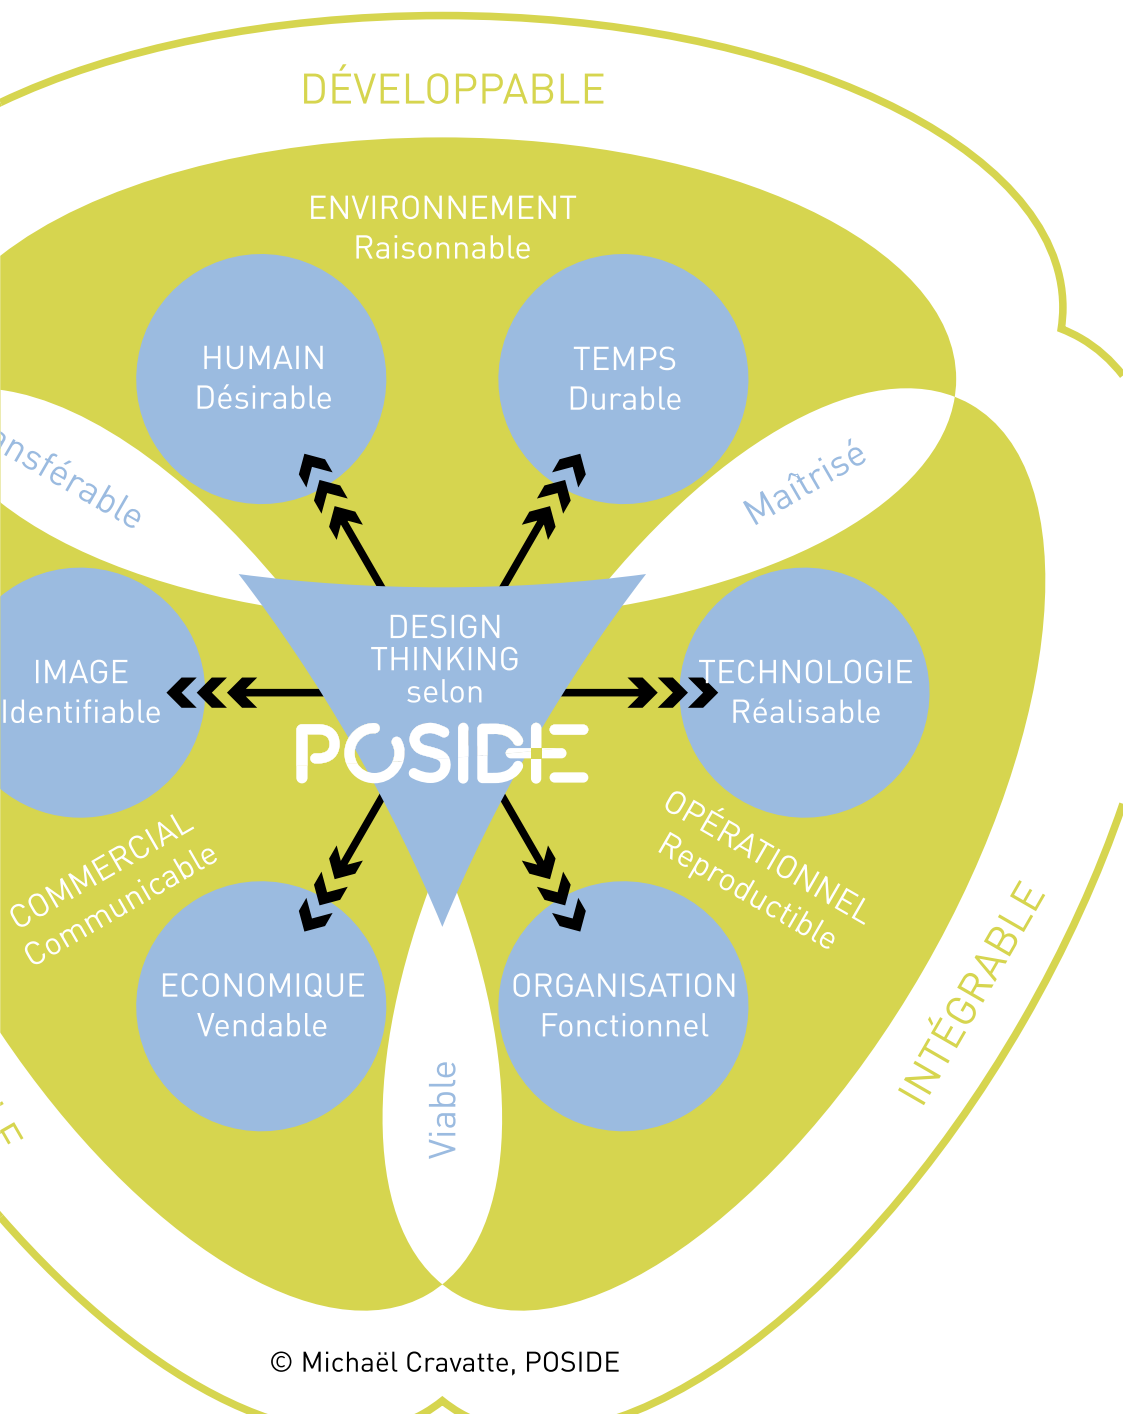 DÉVELOPPABLE
ENVIRONNEMENT
Raisonnable
HUMAIN
Désirable
TEMPS
Durable
Maîtrisé
DESIGN
THINKING
selon
POSIDE
IMAGE
Identifiable
TECHNOLOGIE
Réalisable
COMMERCIAL
Communicable
OPÉRATIONNEL
Reproductible
ECONOMIQUE
Vendable
ORGANISATION
Fonctionnel
Viable
INTÉGRABLE
© Michaël Cravatte, POSIDE